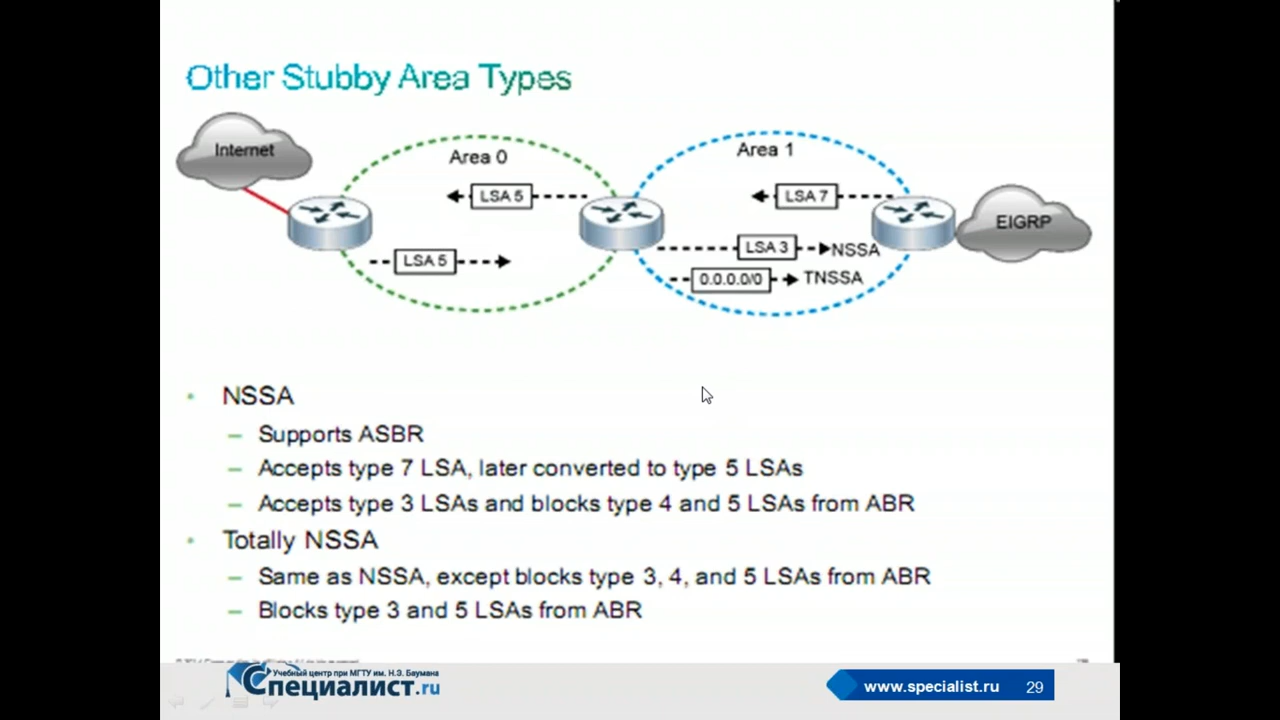 Other Stubby Area Types
Internet
Area 0
Area 1
LSA 5
LSA 7
EIGRP
LSA 5
LSA 3
NSSA
0.0.0.0/0
TNSSA
• NSSA
– Supports ASBR
– Accepts type 7 LSA, later converted to type 5 LSAs
– Accepts type 3 LSAs and blocks type 4 and 5 LSAs from ABR
• Totally NSSA
– Same as NSSA, except blocks type 3, 4, and 5 LSAs from ABR
– Blocks type 3 and 5 LSAs from ABR
Учебный центр при МГТУ им. Н.Э. Баумана
Специалист.ru
www.specialist.ru 29